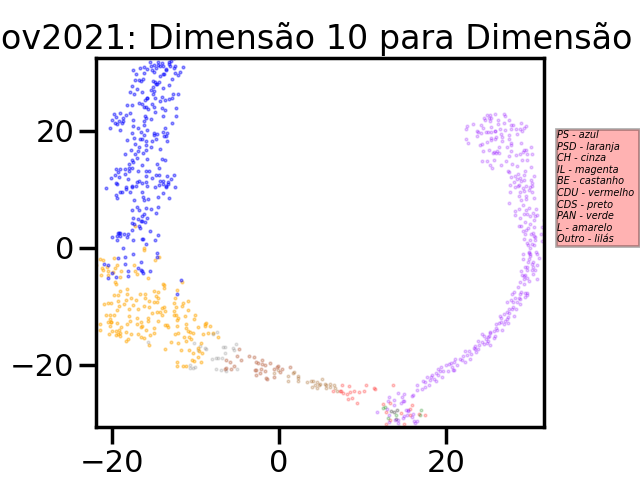 ov2021: Dimensão 10 para Dimensão
20
0
−20
−20
0
20
PS - azul
PSD - laranja
CH - cinza
IL - magenta
BE - castanho
CDU - vermelho
CDS - preto
PAN - verde
L - amarelo
Outro - lilás